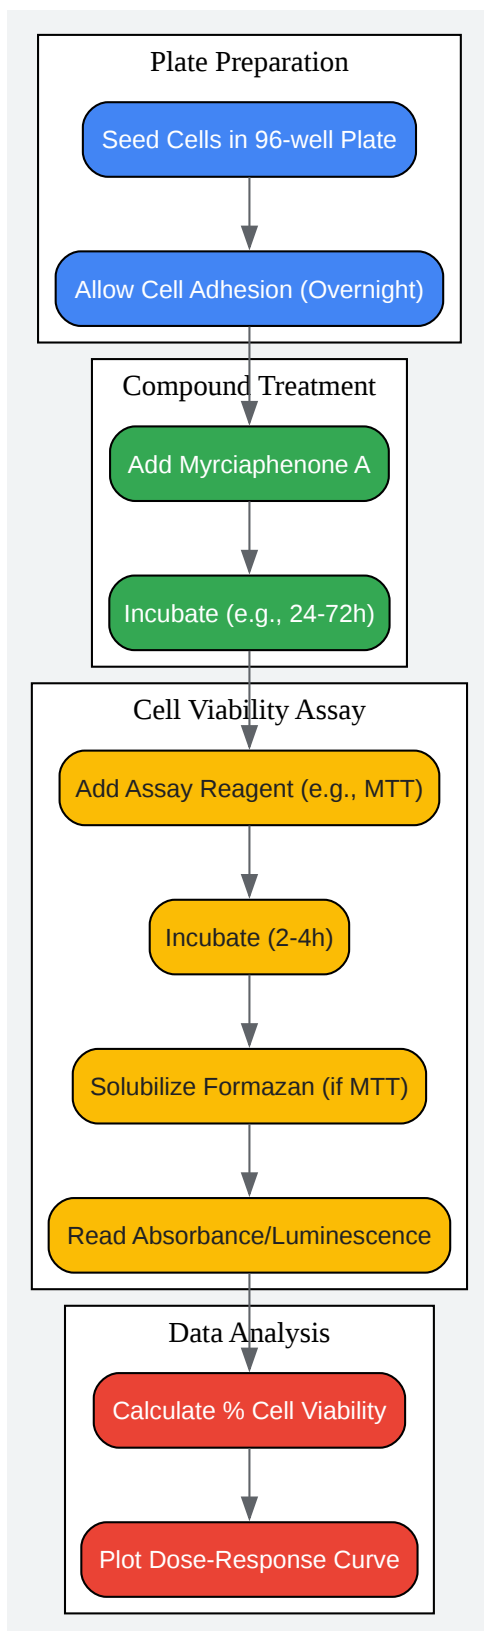 Plate Preparation
Seed Cells in 96-well Plate
Allow Cell Adhesion (Overnight)
Compound Treatment
Add Myrciaphenone A
Incubate (e.g., 24-72h)
Cell Viability Assay
Add Assay Reagent (e.g., MTT)
Incubate (2-4h)
Solubilize Formazan (if MTT)
Read Absorbance/Luminescence
Data Analysis
Calculate % Cell Viability
Plot Dose-Response Curve